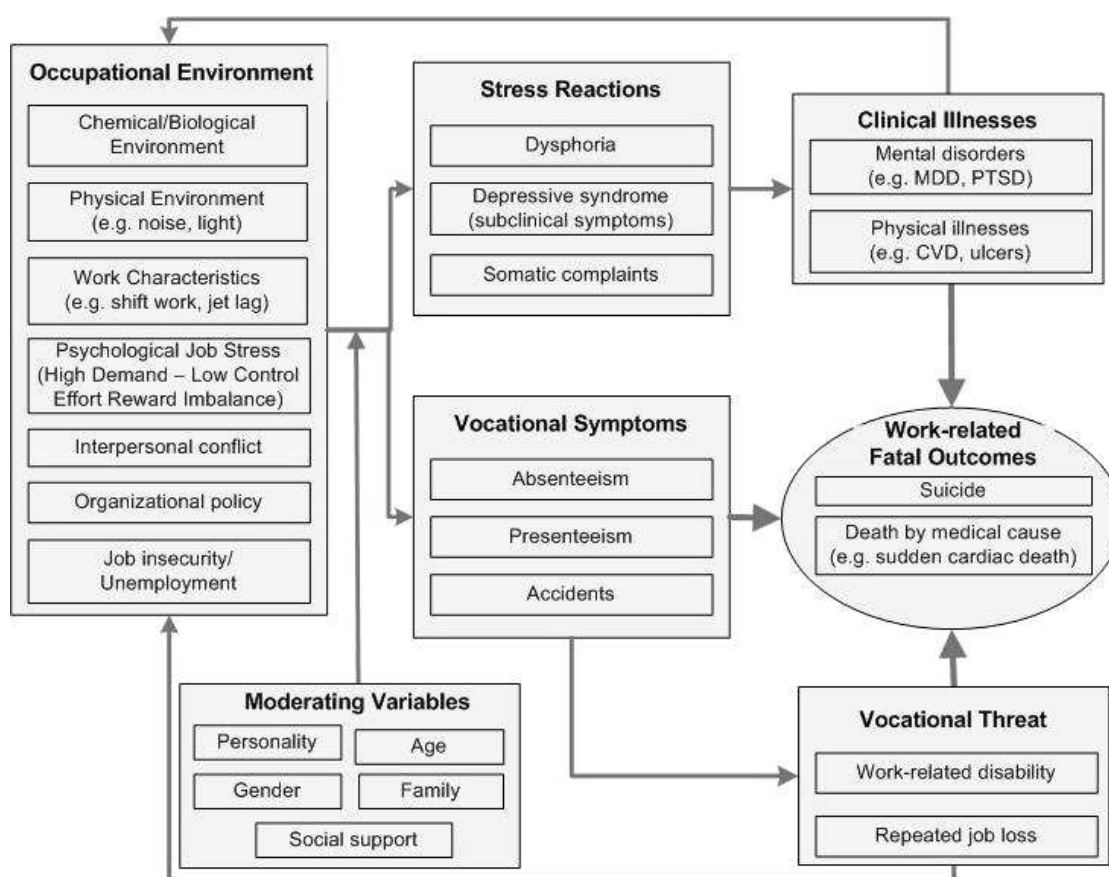 Occupational Environment
Chemical/Biological
Environment
Physical Environment
(e.g. noise, light)
Work Characteristics
(e.g. shift work, jet lag)
Psychological Job Stress
(High Demand – Low Control
Effort Reward Imbalance)
Interpersonal conflict
Organizational policy
Job insecurity/
Unemployment
Stress Reactions
Dysphoria
Depressive syndrome
(subclinical symptoms)
Somatic complaints
Clinical Illnesses
Mental disorders
(e.g. MDD, PTSD)
Physical illnesses
(e.g. CVD, ulcers)
Vocational Symptoms
Absenteeism
Presenteeism
Accidents
Work-related
Fatal Outcomes
Suicide
Death by medical cause
(e.g. sudden cardiac death)
Moderating Variables
Personality
Age
Gender
Family
Social support
Vocational Threat
Work-related disability
Repeated job loss